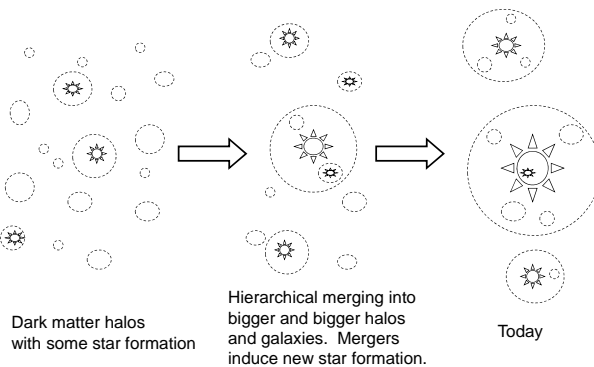 Dark matter halos
with some star formation
Hierarchical merging into
bigger and bigger halos
and galaxies.  Mergers
induce new star formation.
Today